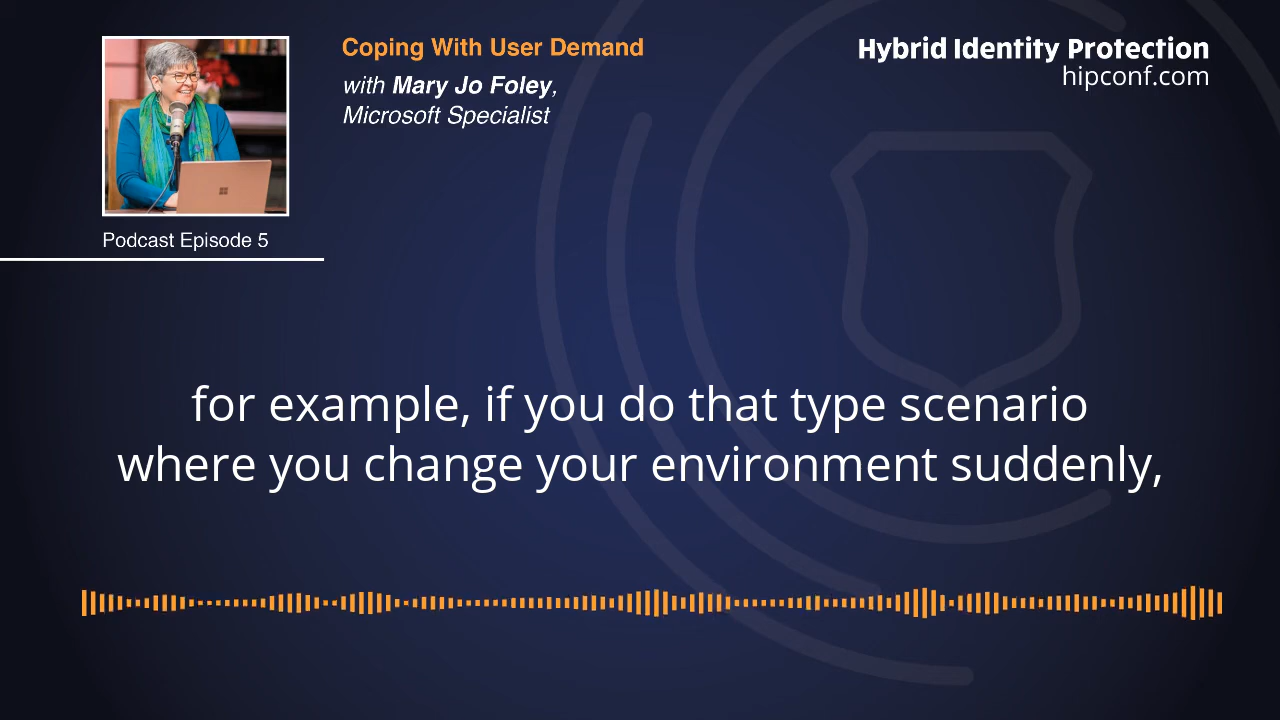 Coping With User Demand
with Mary Jo Foley,
Microsoft Specialist
Hybrid Identity Protection
hipconf.com
Podcast Episode 5
for example, if you do that type scenario
where you change your environment suddenly,